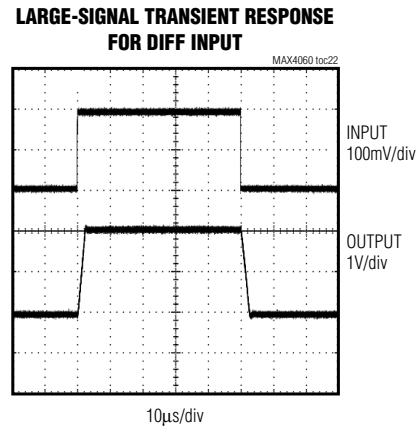 LARGE-SIGNAL TRANSIENT RESPONSE
FOR DIFF INPUT
MAX4060 toc22
INPUT
100mV/div
OUTPUT
1V/div
10µs/div